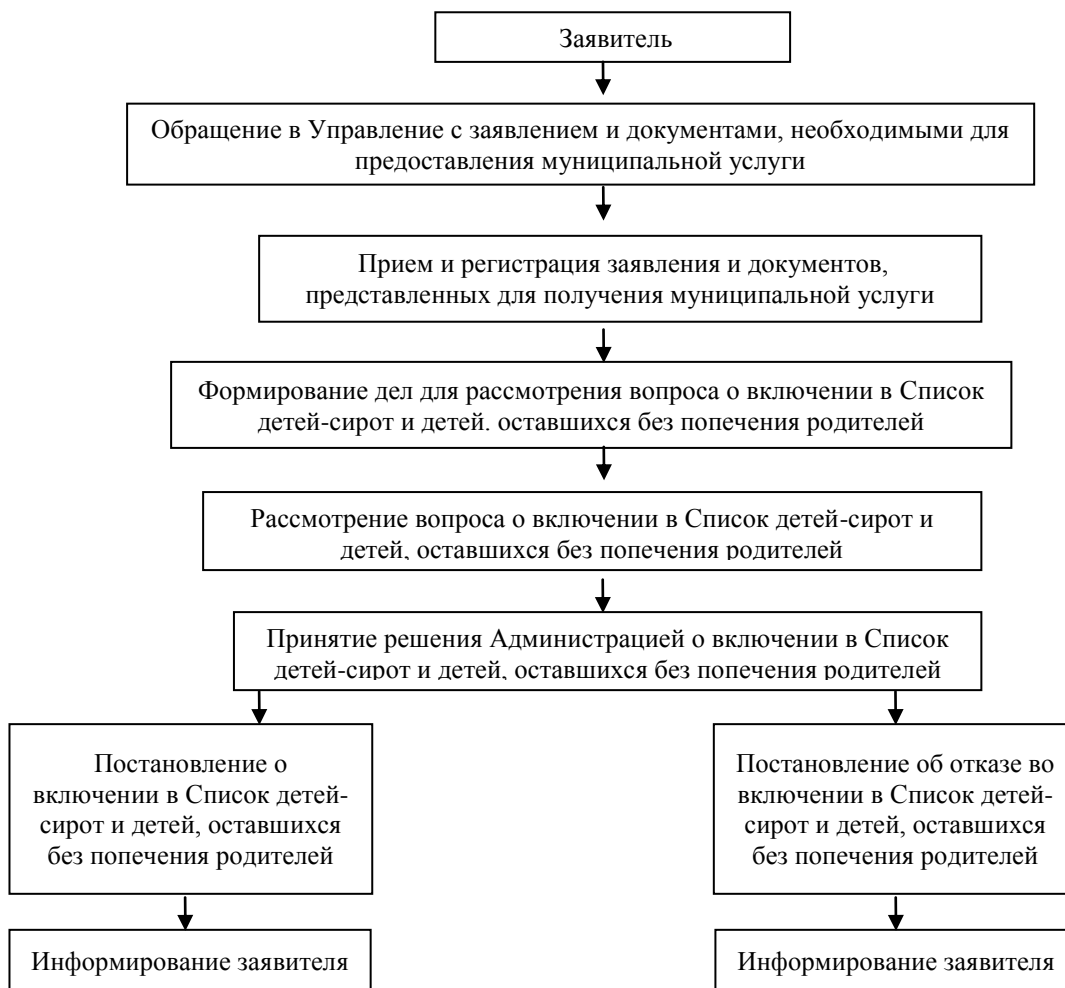 Заявитель
Обращение в Управление с заявлением и документами, необходимыми для
предоставления муниципальной услуги
Прием и регистрация заявления и документов,
представленных для получения муниципальной услуги
Формирование дел для рассмотрения вопроса о включении в Список
детей-сирот и детей. оставшихся без попечения родителей
Рассмотрение вопроса о включении в Список детей-сирот и
детей, оставшихся без попечения родителей
Принятие решения Администрацией о включении в Список
детей-сирот и детей, оставшихся без попечения родителей
Постановление о
включении в Список детей-
сирот и детей, оставшихся
без попечения родителей
Постановление об отказе во
включении в Список детей-
сирот и детей, оставшихся
без попечения родителей
Информирование заявителя
Информирование заявителя